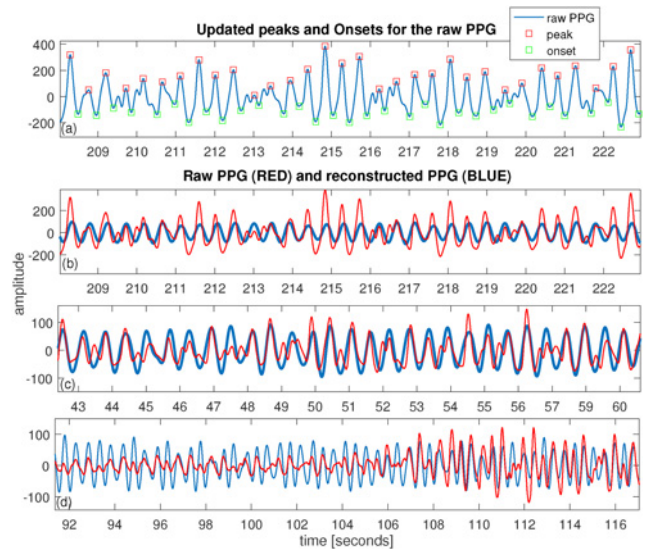 Updated peaks and Onsets for the raw PPG
raw PPG
peak
onset
400
200
0
-200
(a)
209 210 211 212 213 214 215 216 217 218 219 220 221 222
Raw PPG (RED) and reconstructed PPG (BLUE)
200
0
-200
(b)
209 210 211 212 213 214 215 216 217 218 219 220 221 222
amplitude
100
0
-100
(c)
43 44 45 46 47 48 49 50 51 52 53 54 55 56 57 58 59 60
100
0
-100
(d)
92 94 96 98 100 102 104 106 108 110 112 114 116
time [seconds]